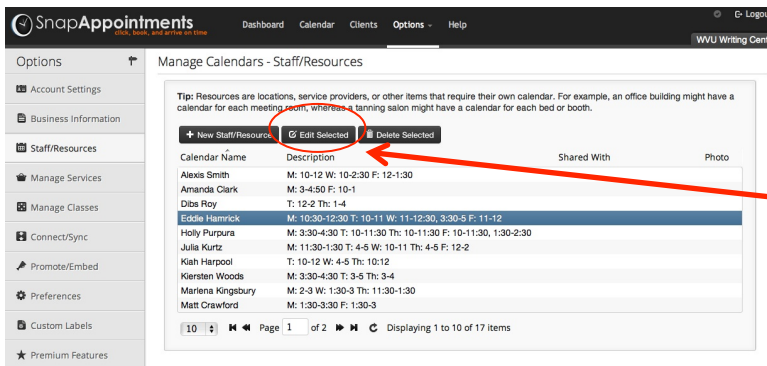 SnapAppointments
click, book, and arrive on time
Dashboard Calendar Clients Options Help
Logou
WVU Writing Cent
Options
Manage Calendars - Staff/Resources
Account Settings
Business Information
Staff/Resources
Manage Services
Manage Classes
Connect/Sync
Promote/Embed
Preferences
Custom Labels
Premium Features
Tip: Resources are locations, service providers, or other items that require their own calendar. For example, an office building might have a
calendar for each meeting room, whereas a tanning salon might have a calendar for each bed or booth.
+ New Staff/Resource Edit Selected Delete Selected
Calendar Name Description Shared With Photo
Alexis Smith M: 10-12 W: 10-2:30 F: 12-1:30
Amanda Clark M: 3-4:50 F: 10-1
Dibs Roy T: 12-2 Th: 1-4
Eddie Hamrick M: 10:30-12:30 T: 10-11 W: 11-12:30, 3:30-5 F: 11-12
Holly Purpura M: 3:30-4:30 T: 10-11:30 Th: 10-11:30 F: 10-11:30, 1:30-2:30
Julia Kurtz M: 11:30-1:30 T: 4-5 W: 10-11 Th: 4-5 F: 12-2
Kiah Harpool T: 10-12 W: 4-5 Th: 10:12
Kiersten Woods M: 3:30-4:30 T: 3-5 Th: 3-4
Marlena Kingsbury M: 2-3 W: 1:30-3 Th: 11:30-1:30
Matt Crawford M: 1:30-3:30 F: 1:30-3
10 Page 1 of 2 Displaying 1 to 10 of 17 items